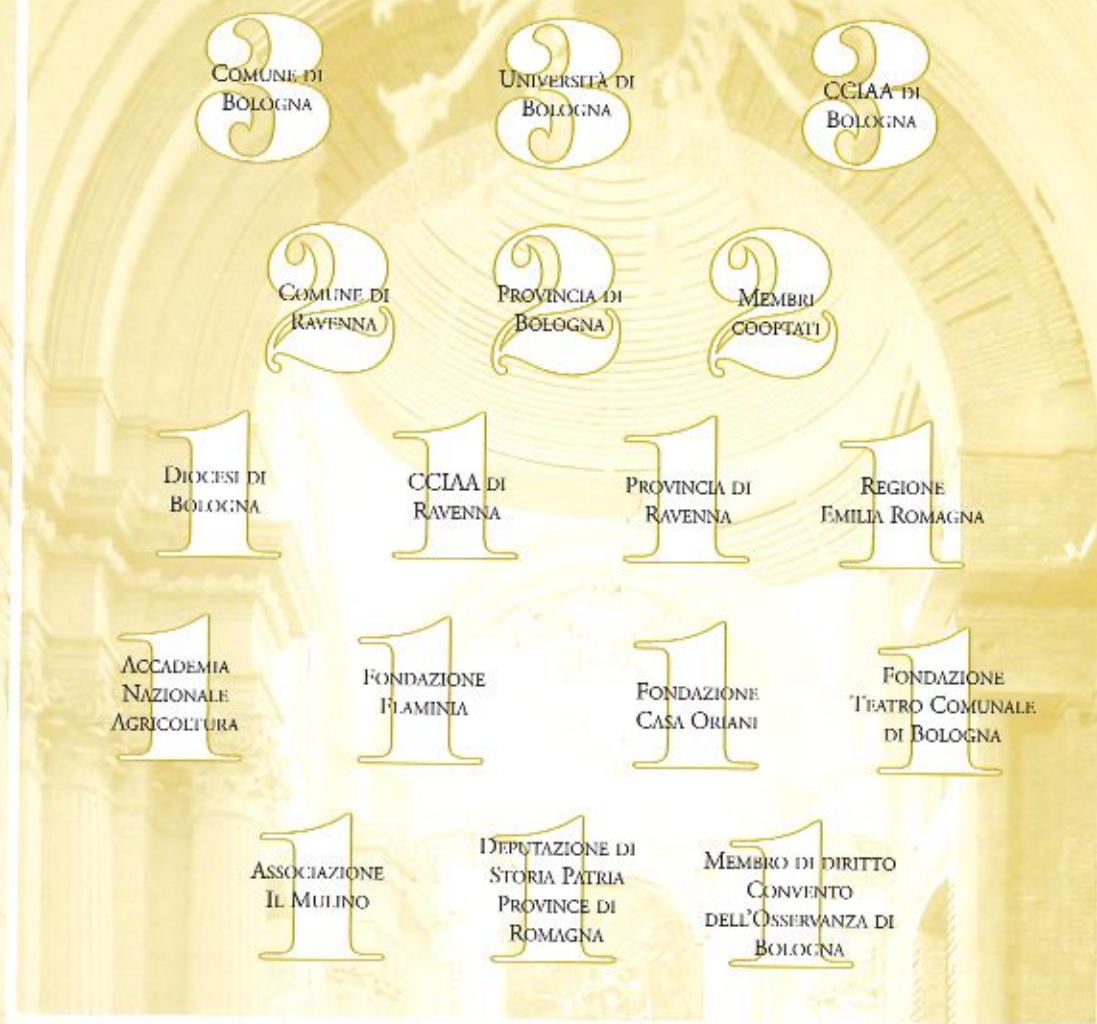 3
Comune di
Bologna
3
Università di
Bologna
3
CCIAA di
Bologna
2
Comune di
Ravenna
2
Provincia di
Bologna
2
Membri
cooptati
1
Diocesi di
Bologna
1
CCIAA di
Ravenna
1
Provincia di
Ravenna
1
Regione
Emilia Romagna
1
Accademia
Nazionale
Agricoltura
1
Fondazione
Flaminia
1
Fondazione
Casa Oriani
1
Fondazione
Teatro Comunale
di Bologna
1
Associazione
Il Mulino
1
Deputazione di
Storia Patria
Province di
Romagna
1
Membro di diritto
Convento
dell'Osservanza di
Bologna